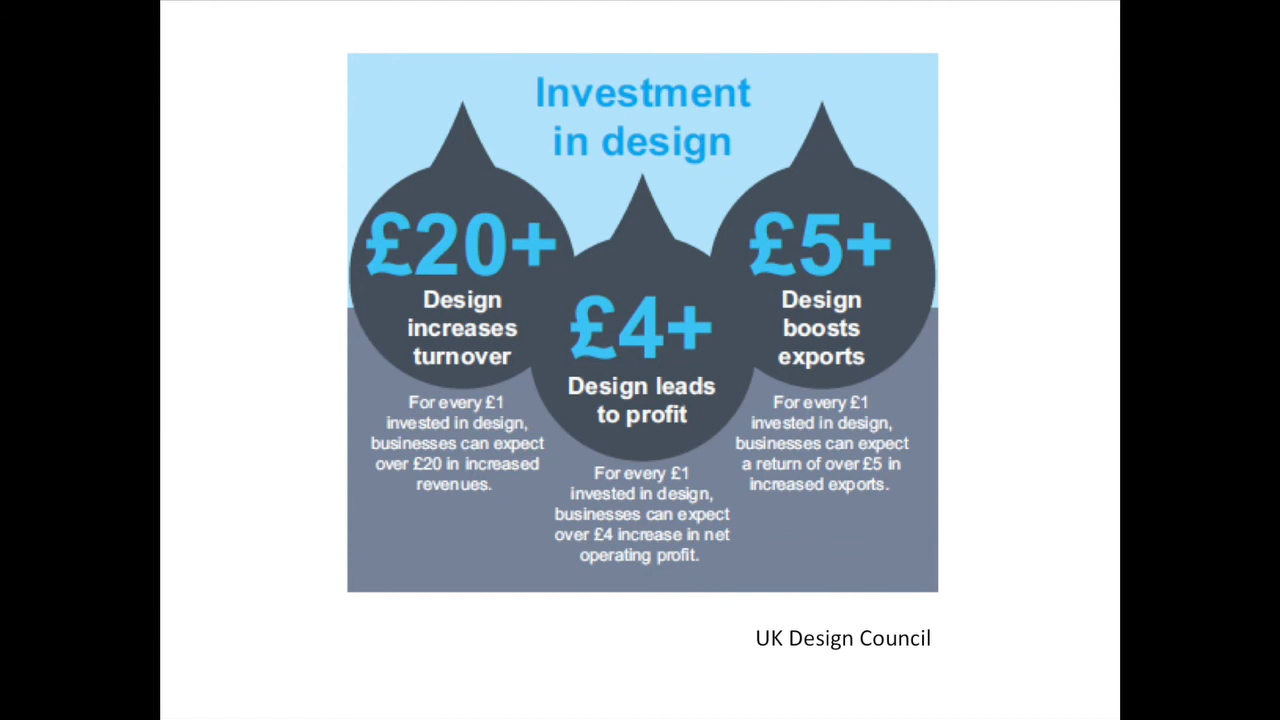 Investment
in design
£20+
Design
increases
turnover
For every £1
invested in design,
businesses can expect
over £20 in increased
revenues.
£4+
Design leads
to profit
For every £1
invested in design,
businesses can expect
over £4 increase in net
operating profit.
£5+
Design
boosts
exports
For every £1
invested in design,
businesses can expect
a return of over £5 in
increased exports.
UK Design Council